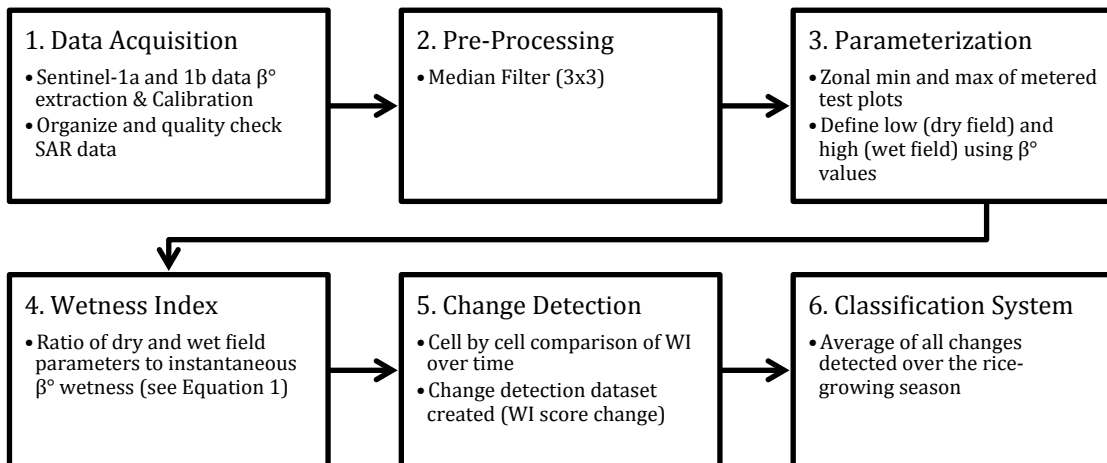 1. Data Acquisition
• Sentinel-1a and 1b data β°
extraction & Calibration
• Organize and quality check
SAR data
2. Pre-Processing
• Median Filter (3x3)
3. Parameterization
• Zonal min and max of metered
test plots
• Define low (dry field) and
high (wet field) using β°
values
4. Wetness Index
• Ratio of dry and wet field
parameters to instantaneous
β° wetness (see Equation 1)
5. Change Detection
• Cell by cell comparison of WI
over time
• Change detection dataset
created (WI score change)
6. Classification System
• Average of all changes
detected over the rice-
growing season